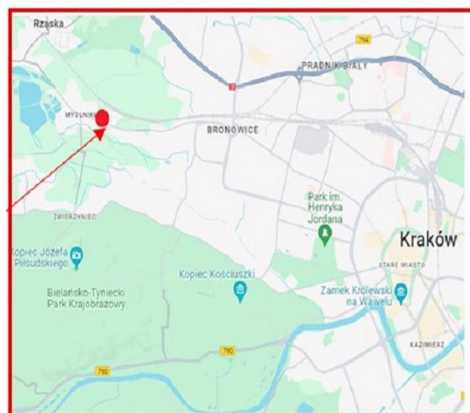 Rząska
794
PRĄDNIK BIAŁY
MYDLNIKI
BRONOWICE
Park im.
Henryka
Jordana
ZWIERZYNIEC
Kraków
Kopiec Józefa
Piłsudskiego
STARE MIASTO
Kopiec Kościuszki
Bielańsko-Tyniecki
Park Krajobrazowy
Zamek Królewski
na Wawelu
KAZIMIERZ
780
780